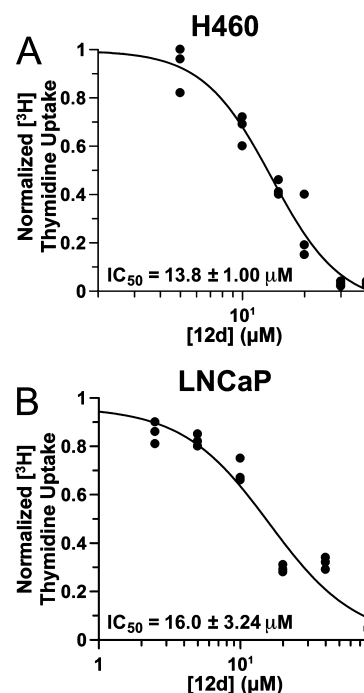 A
H460
Normalized [³H]
Thymidine Uptake
1
0.8
0.6
0.4
0.2
0
IC₅₀ = 13.8 ± 1.00 µM
10¹
[12d] (µM)
B
LNCaP
Normalized [³H]
Thymidine Uptake
1
0.8
0.6
0.4
0.2
0
IC₅₀ = 16.0 ± 3.24 µM
1
10¹
[12d] (µM)